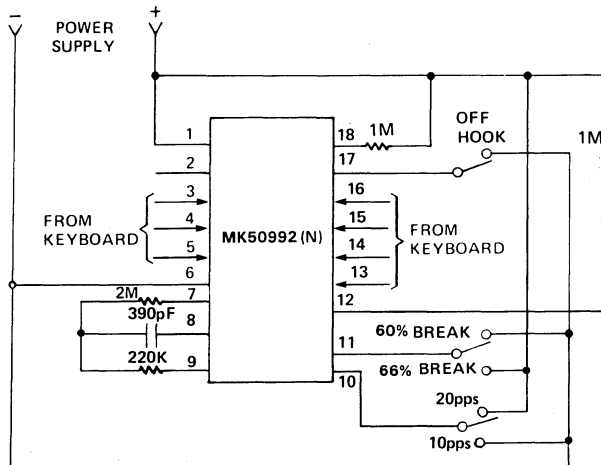 − +
POWER
SUPPLY
OFF
HOOK
1 18 1M 1M
2 17
3 16
FROM
KEYBOARD
4 MK50992 (N) 15
FROM
KEYBOARD
5 14
6 13
2M 7 12
390pF
8
60% BREAK
11
220K
9
66% BREAK
10
20pps
10pps